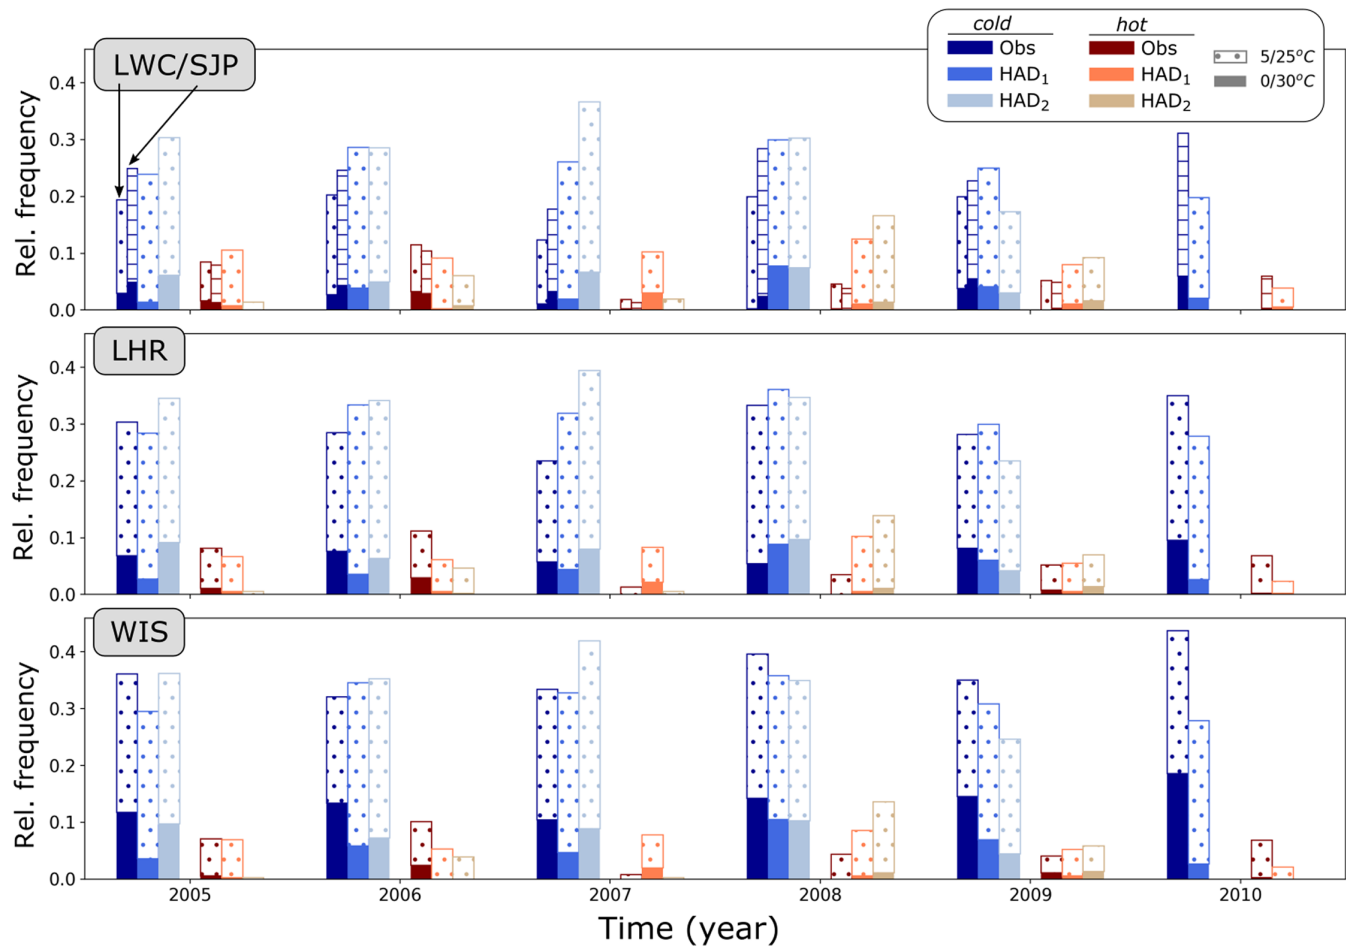 cold hot
Obs Obs 5/25°C
HAD₁ HAD₁ 0/30°C
HAD₂ HAD₂
LWC/SJP
Rel. frequency
0.4
0.3
0.2
0.1
0.0
LHR
Rel. frequency
0.4
0.3
0.2
0.1
0.0
WIS
Rel. frequency
0.4
0.3
0.2
0.1
0.0
2005 2006 2007 2008 2009 2010
Time (year)